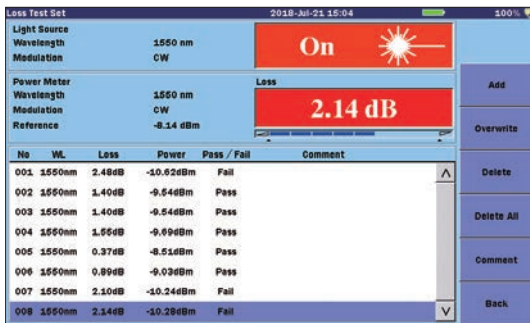 Loss Test Set 2018-Jul-21 15:04 100%
Light Source
Wavelength 1550 nm
Modulation CW
On
Power Meter
Wavelength 1550 nm
Modulation CW
Reference -8.14 dBm
Loss
2.14 dB
No WL Loss Power Pass / Fail Comment
001 1550nm 2.48dB -10.62dBm Fail
002 1550nm 1.40dB -9.54dBm Pass
003 1550nm 1.40dB -9.54dBm Pass
004 1550nm 1.55dB -9.69dBm Pass
005 1550nm 0.37dB -8.51dBm Pass
006 1550nm 0.89dB -9.03dBm Pass
007 1550nm 2.10dB -10.24dBm Fail
008 1550nm 2.14dB -10.28dBm Fail
Add
Overwrite
Delete
Delete All
Comment
Back